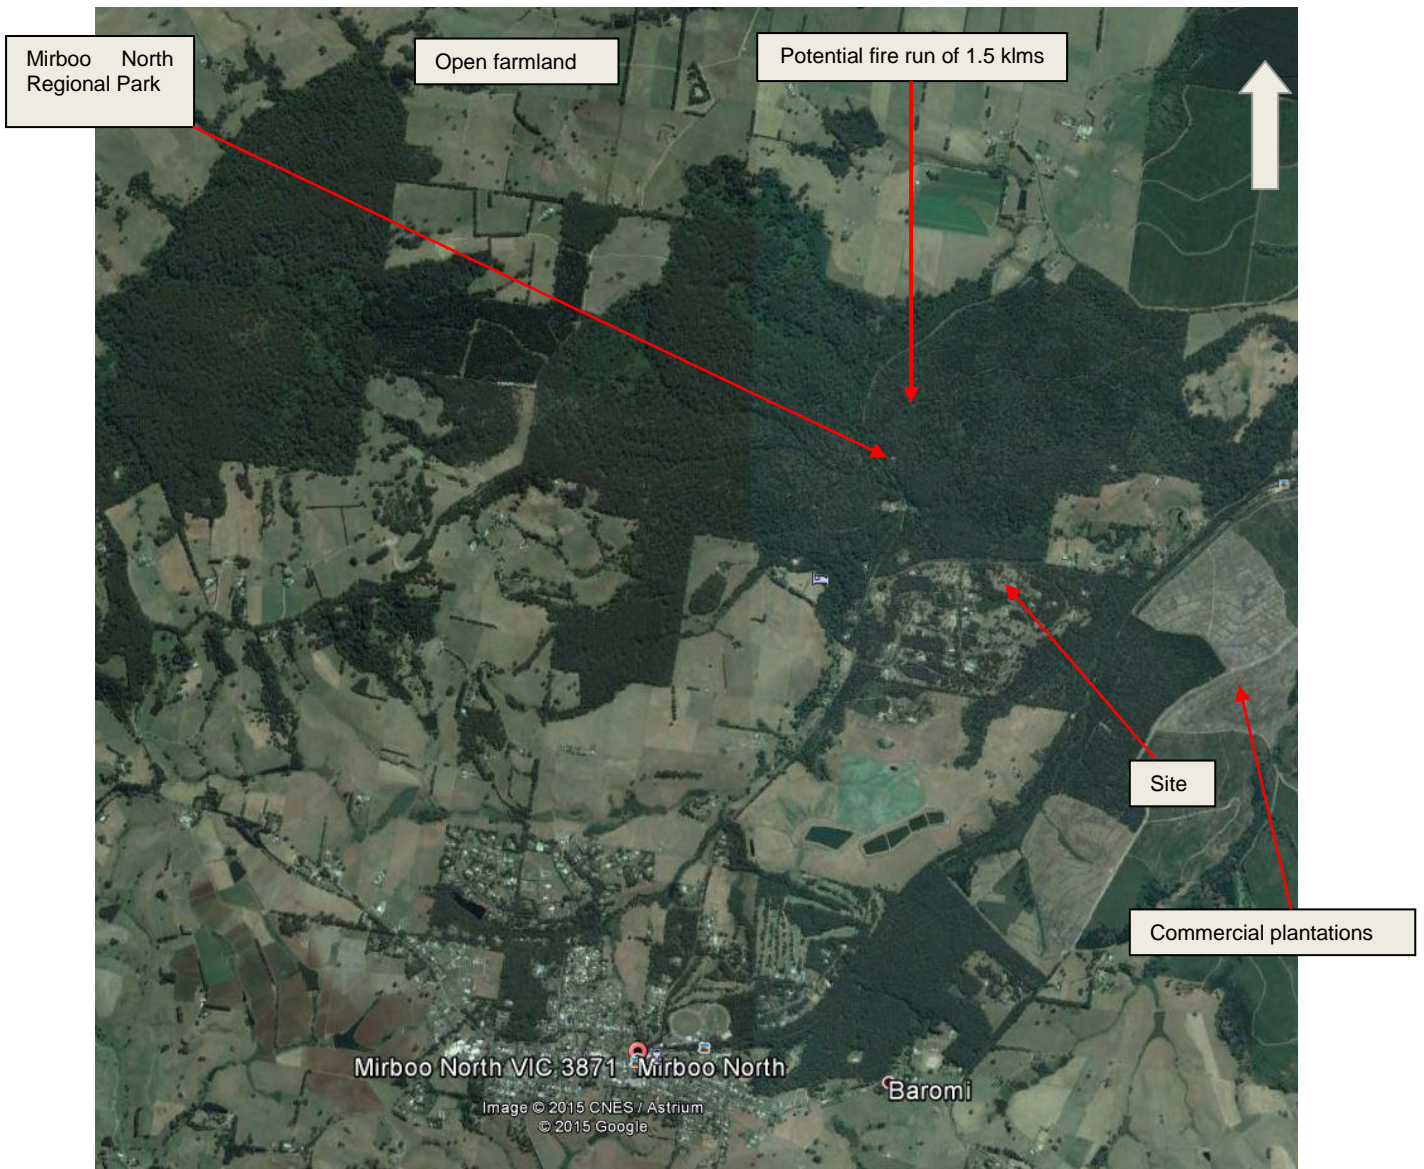 Mirboo North
Regional Park
Open farmland
Potential fire run of 1.5 klms
Site
Commercial plantations
Mirboo North VIC 3871
Mirboo North
Baromi
Image © 2015 CNES / Astrium
© 2015 Google